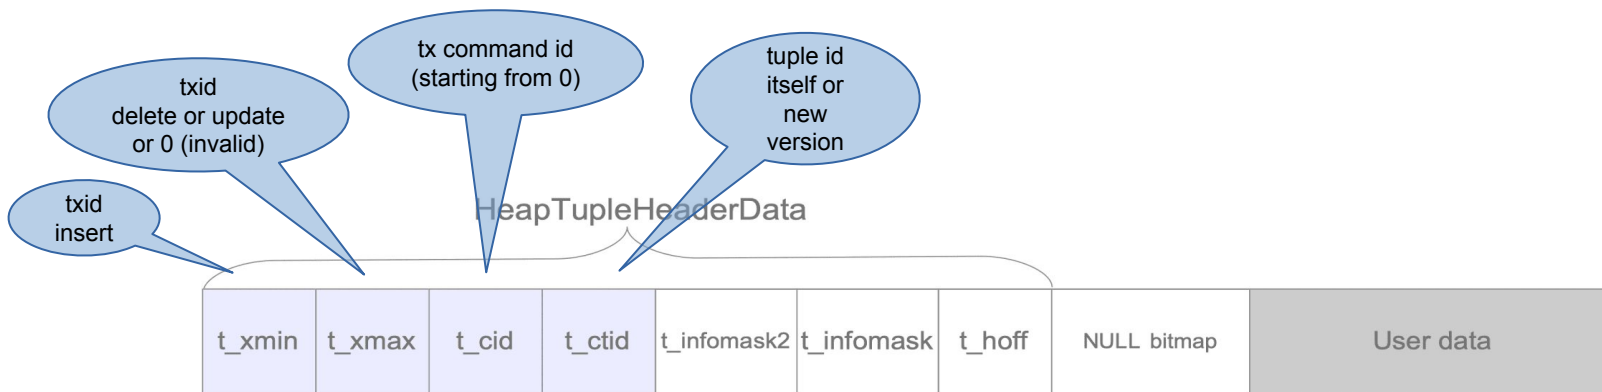 tx command id
(starting from 0)
tuple id
itself or
new
version
txid
delete or update
or 0 (invalid)
txid
insert
HeapTupleHeaderData
t_xmin t_xmax t_cid t_ctid t_infomask2 t_infomask t_hoff NULL bitmap User data